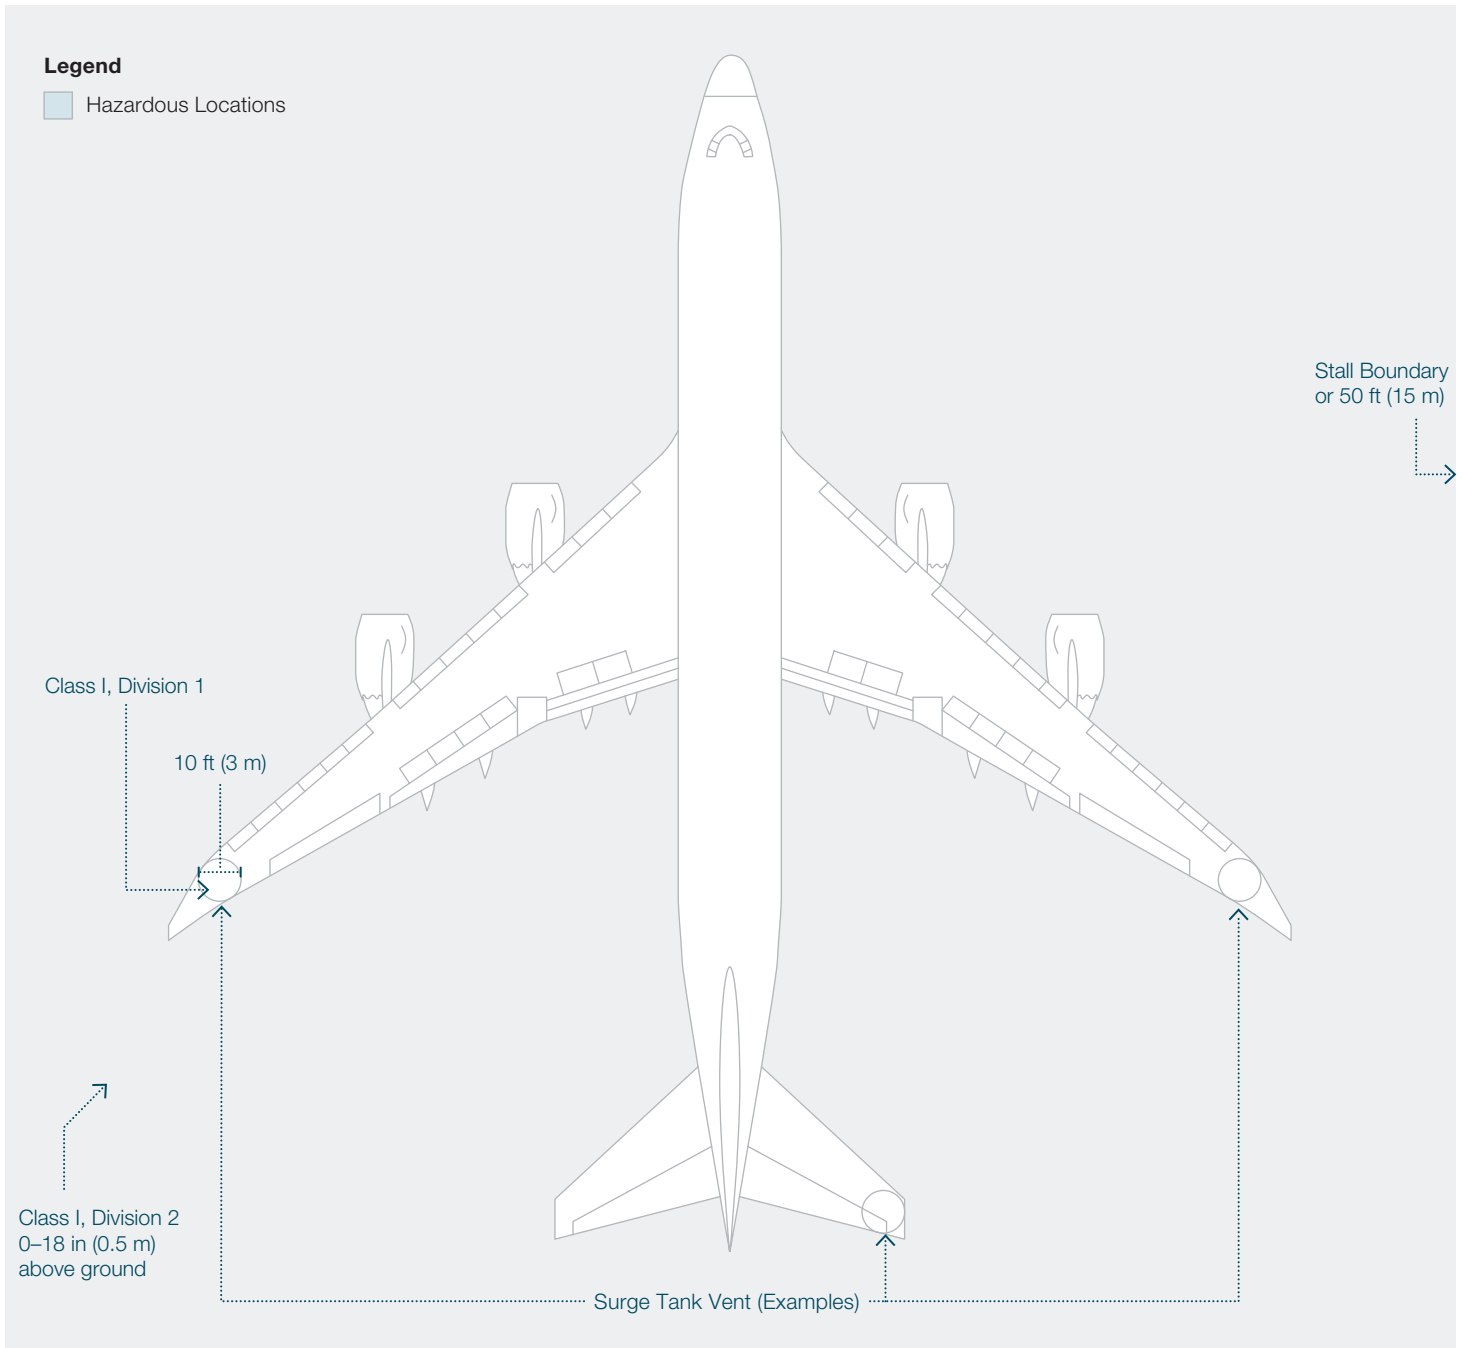 Legend
Hazardous Locations
Stall Boundary
or 50 ft (15 m)
Class I, Division 1
10 ft (3 m)
Class I, Division 2
0–18 in (0.5 m)
above ground
Surge Tank Vent (Examples)